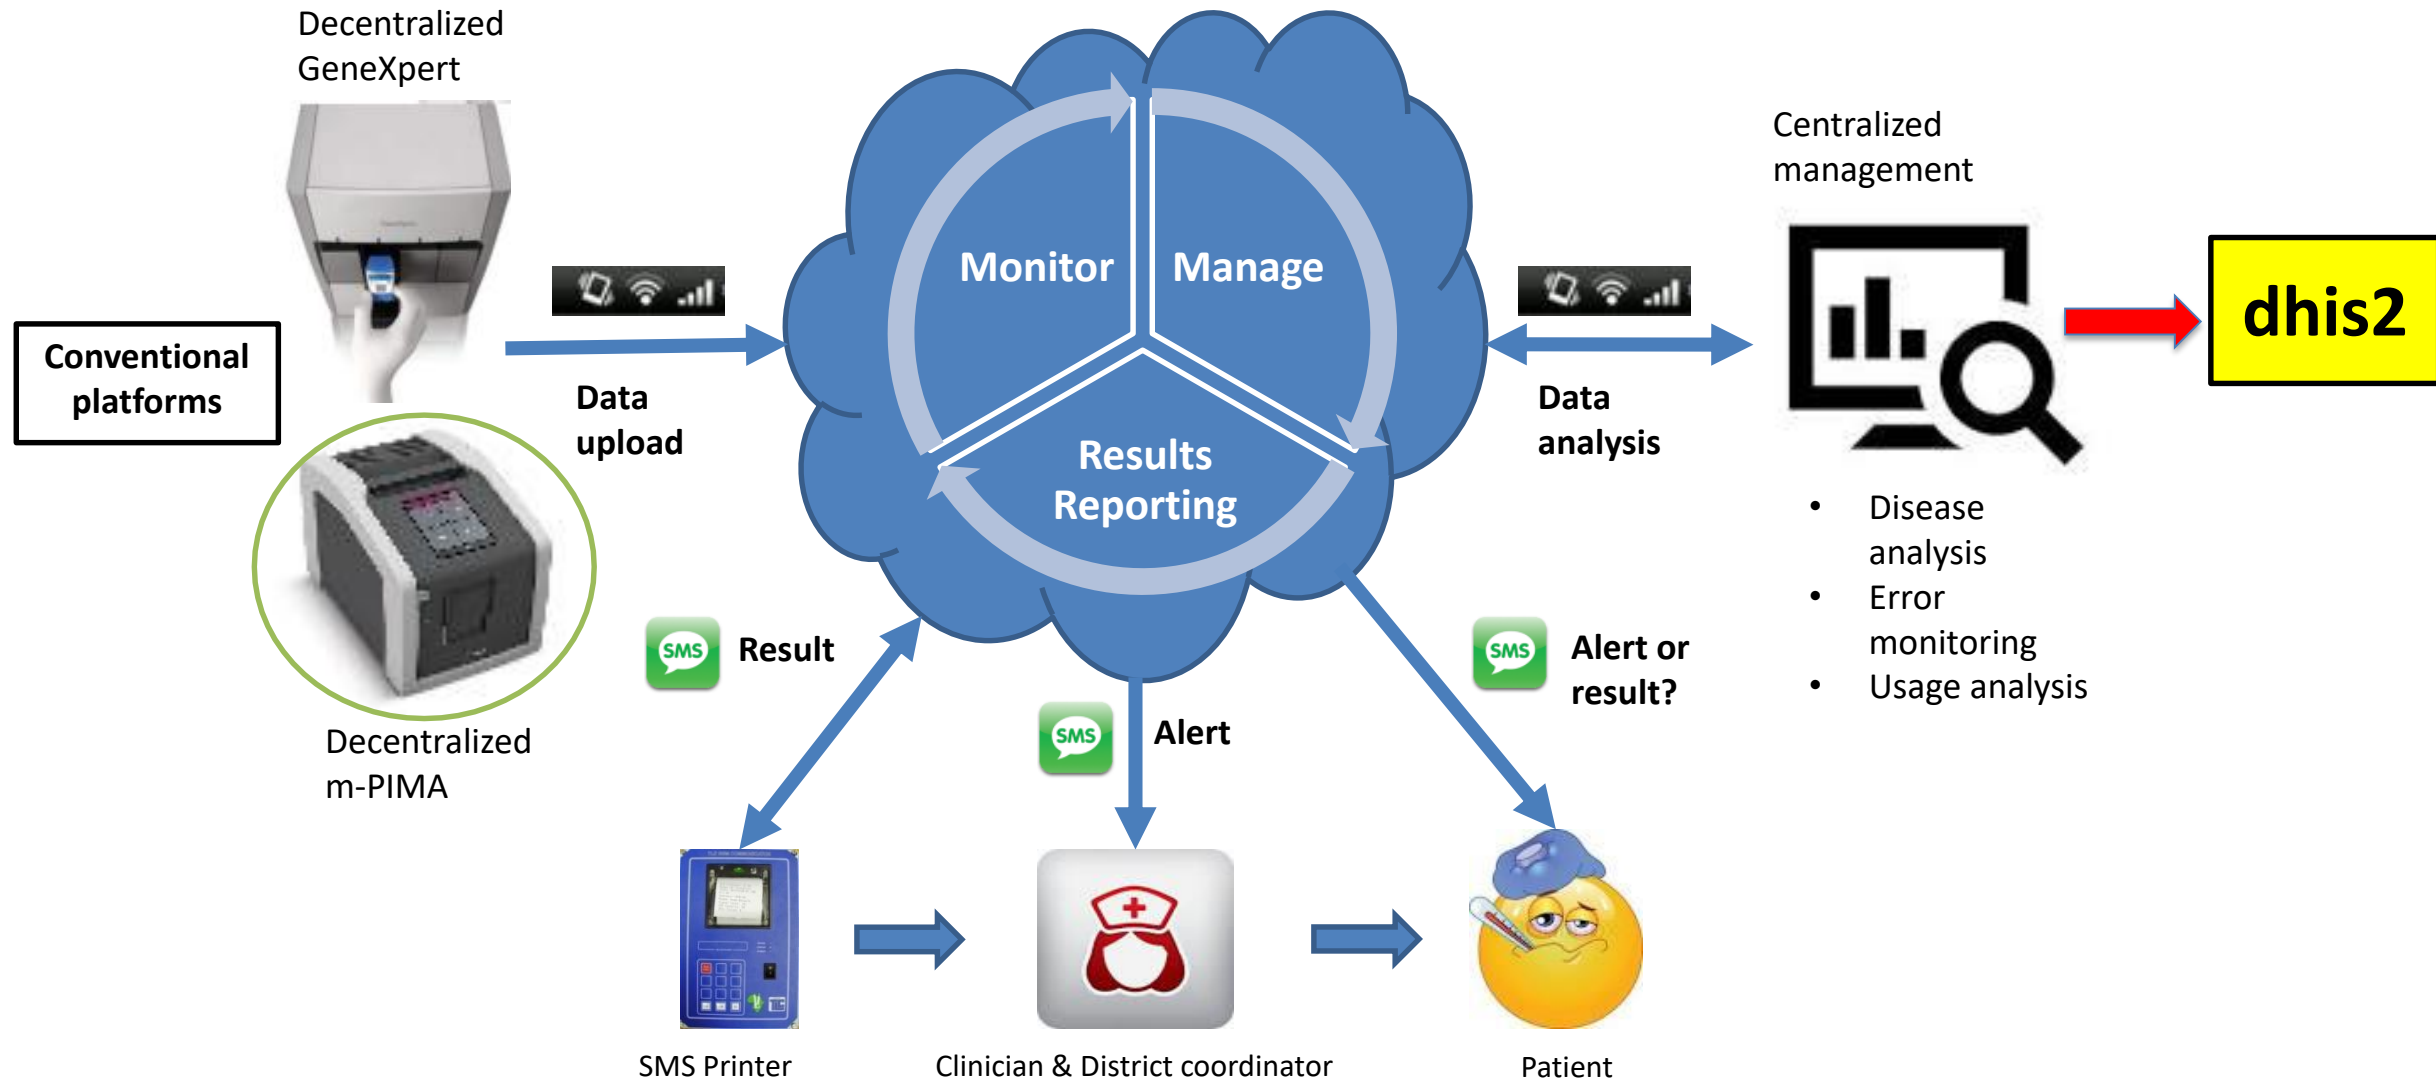 Decentralized
GeneXpert
Conventional
platforms
Decentralized
m-PIMA
Data
upload
Monitor
Manage
Results
Reporting
Data
analysis
Centralized
management
dhis2
• Disease
analysis
• Error
monitoring
• Usage analysis
SMS
Result
SMS
Alert
SMS
Alert or
result?
SMS Printer
Clinician & District coordinator
Patient